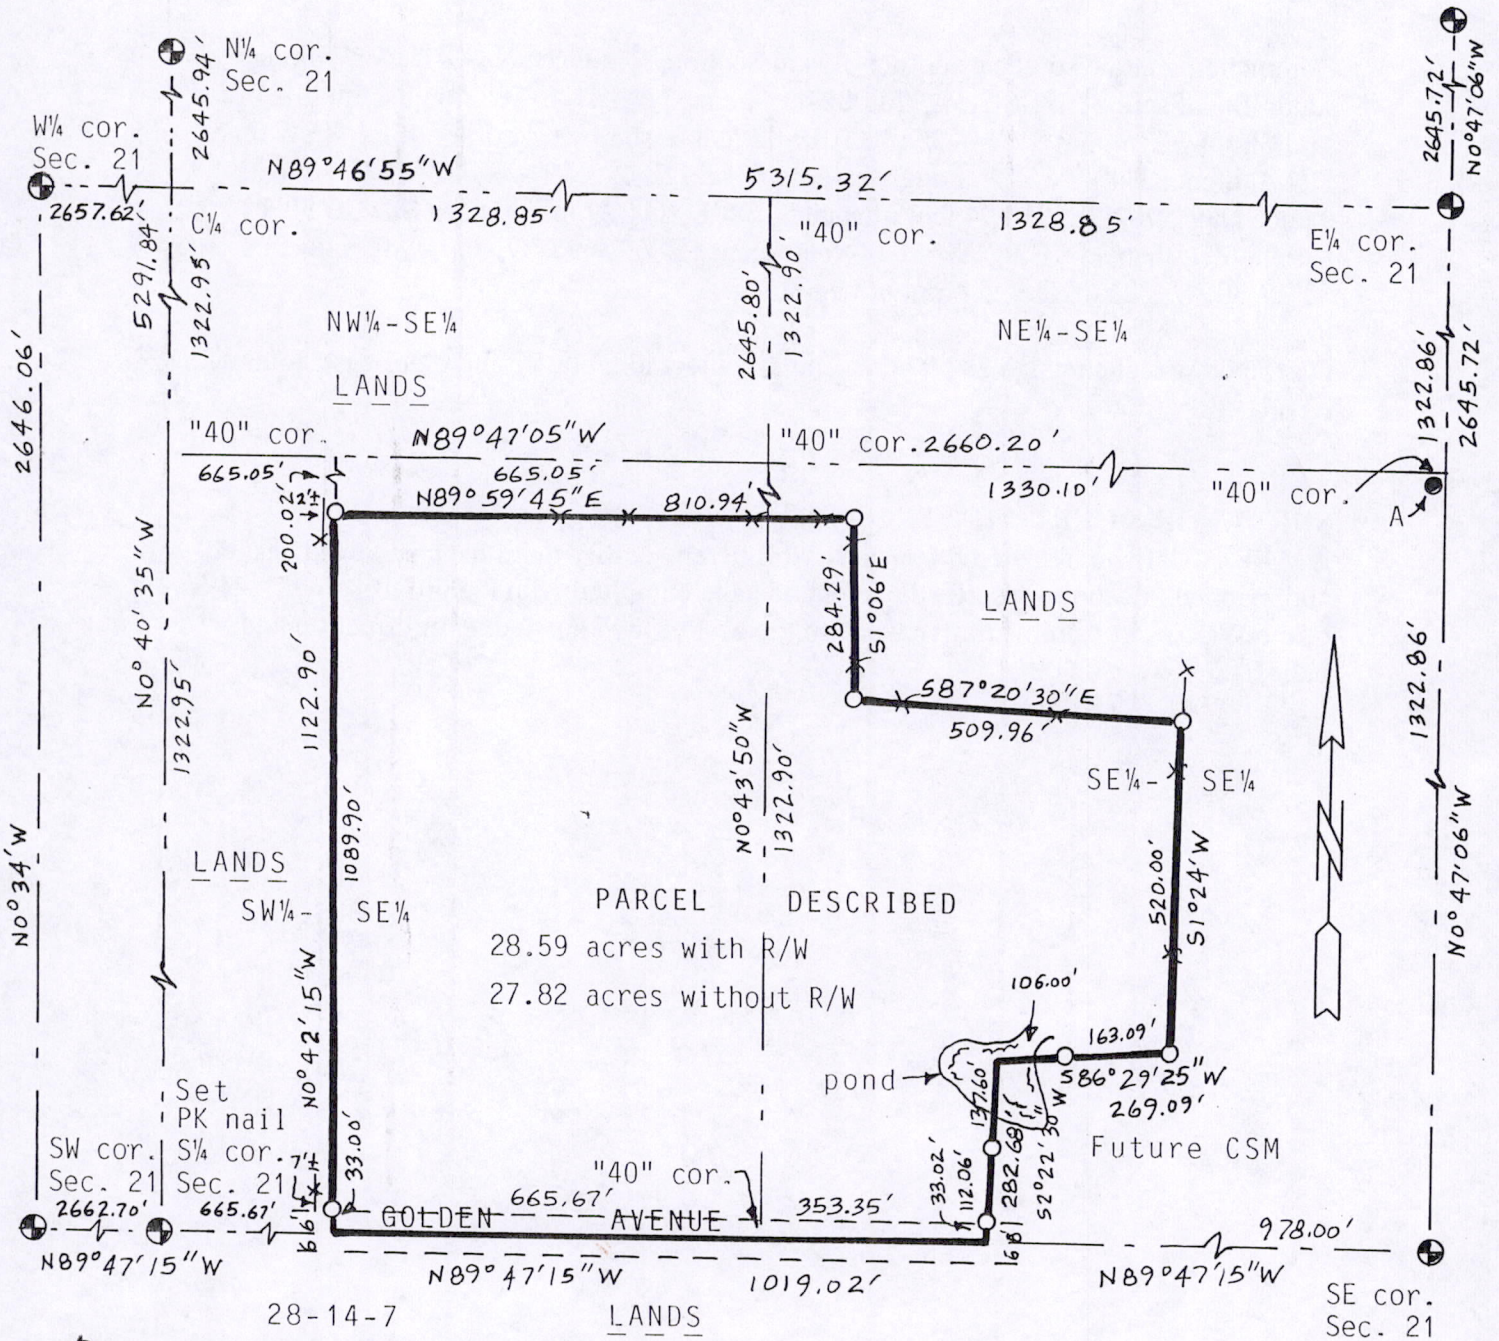 N¼ cor.
Sec. 21
2645.94'
W¼ cor.
Sec. 21
N89°46'55"W
5315.32'
2645.72'
N0°47'06"W
2657.62'
C¼ cor.
1328.85'
"40" cor.
1328.85'
E¼ cor.
Sec. 21
5291.84'
1322.95'
2645.80'
1322.90'
NW¼-SE¼
NE¼-SE¼
LANDS
2646.06'
1322.86'
2645.72'
"40" cor.
N89°47'05"W
"40" cor. 2660.20'
665.05'
665.05'
1330.10'
"40" cor.
A
200.02'
N89°59'45"E
810.94'
N0°40'35"W
1322.95'
284.29'
S1°06'E
LANDS
1122.90'
S87°20'30"E
509.96'
1322.86'
N0°43'50"W
1322.90'
SE¼- SE¼
N
1089.90'
LANDS
SW¼- SE¼
PARCEL DESCRIBED
28.59 acres with R/W
27.82 acres without R/W
520.00'
S1°24'W
N0°34'W
N0°47'06"W
N0°42'15"W
106.00'
163.09'
S86°29'25"W
269.09'
pond
137.60'
Set
PK nail
SW cor. S¼ cor.
Sec. 21 Sec. 21
7'±
33.00'
"40" cor.
33.02'
112.06'
282.68'
S2°22'30"W
Future CSM
2662.70'
665.67'
665.67'
353.35'
978.00'
GOLDEN AVENUE
N89°47'15"W
N89°47'15"W
1019.02'
N89°47'15"W
28-14-7
LANDS
SE cor.
Sec. 21